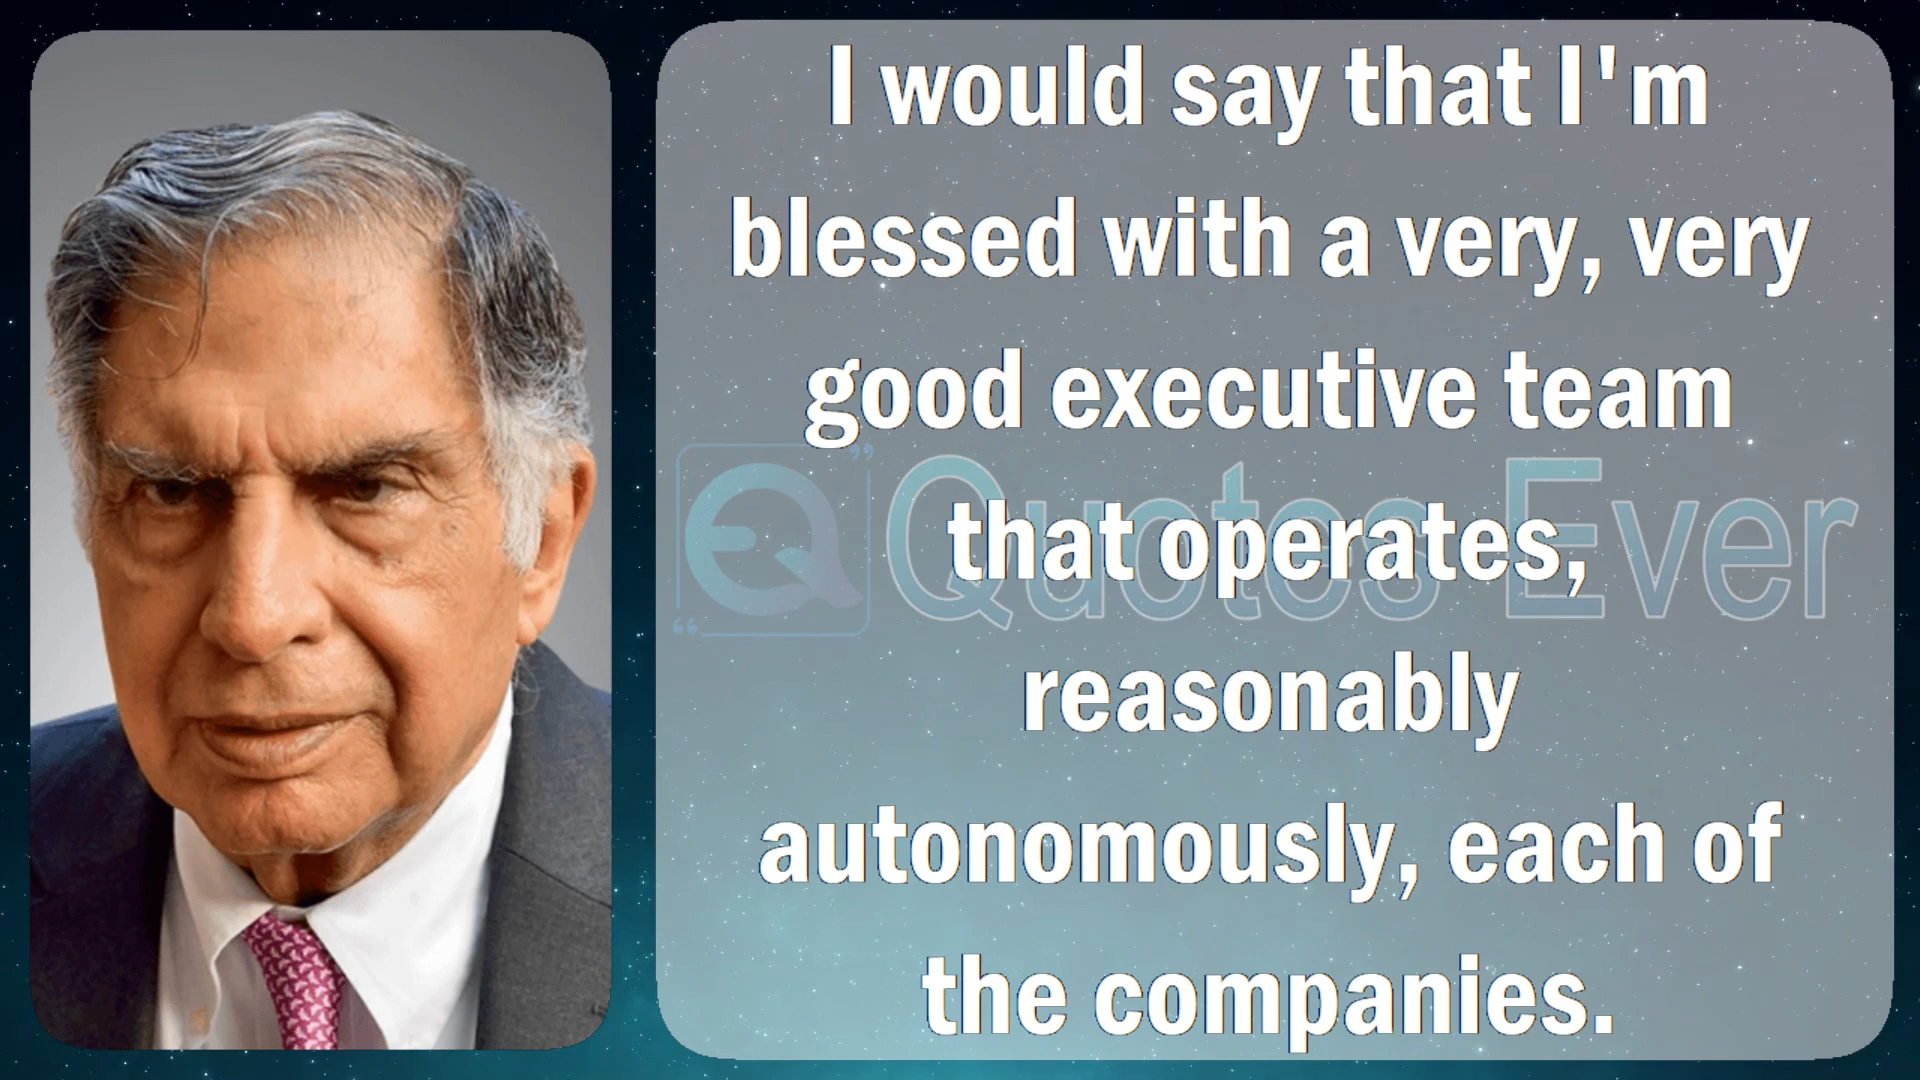 I would say that I'm
blessed with a very, very
good executive team
EQ Quotes Ever
that operates,
reasonably
autonomously, each of
the companies.